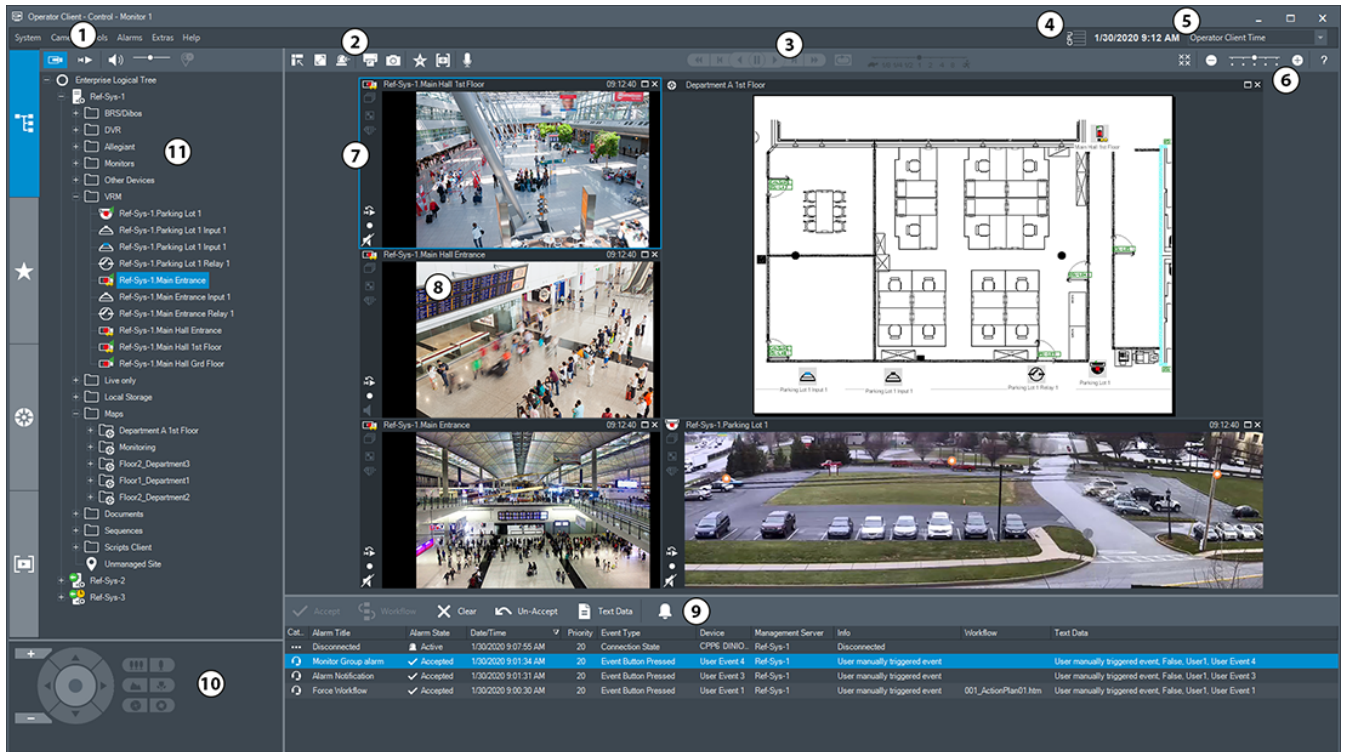 Operator Client - Control - Monitor 1
System Came ols Alarms Extras Help
1
2
3
4
1/30/2020 9:12 AM
5
Operator Client Time
6
?
Enterprise Logical Tree
Ref-Sys-1
BRS/Dibos
DVR
Allegiant
Monitors
Other Devices
VRM
Ref-Sys-1.Parking Lot 1
Ref-Sys-1.Parking Lot 1 Input 1
Ref-Sys-1.Parking Lot 1 Input 1
Ref-Sys-1.Parking Lot 1 Relay 1
Ref-Sys-1.Main Entrance
Ref-Sys-1.Main Entrance Input 1
Ref-Sys-1.Main Entrance Relay 1
Ref-Sys-1.Main Hall Entrance
Ref-Sys-1.Main Hall 1st Floor
Ref-Sys-1.Main Hall Grd Floor
Live only
Local Storage
Maps
Department A 1st Floor
Monitoring
Floor2_Department3
Floor1_Department1
Floor2_Department2
Documents
Sequences
Scripts Client
Unmanaged Site
Ref-Sys-2
Ref-Sys-3
11
10
Ref-Sys-1.Main Hall 1st Floor 09:12:40
7
Ref-Sys-1.Main Hall Entrance 09:12:40
8
Ref-Sys-1.Main Entrance 09:12:40
Department A 1st Floor
Main Hall 1st Floor
Parking Lot 1 Input 1
Parking Lot 1 Input 1
Parking Lot 1 Relay 1
Parking Lot 1
Ref-Sys-1.Parking Lot 1 09:12:40
Accept Workflow Clear Un-Accept Text Data 9
Cat.. Alarm Title Alarm State Date/Time Priority Event Type Device Management Server Info Workflow Text Data
Disconnected Active 1/30/2020 9:07:55 AM 20 Connection State CPP6 DINIO... Ref-Sys-1 Disconnected
Monitor Group alarm Accepted 1/30/2020 9:01:34 AM 20 Event Button Pressed User Event 4 Ref-Sys-1 User manually triggered event User manually triggered event, False, User1, User Event 4
Alarm Notification Accepted 1/30/2020 9:01:31 AM 20 Event Button Pressed User Event 3 Ref-Sys-1 User manually triggered event User manually triggered event, False, User1, User Event 3
Force Workflow Accepted 1/30/2020 9:00:30 AM 20 Event Button Pressed User Event 1 Ref-Sys-1 User manually triggered event 001_ActionPlan01.htm User manually triggered event, False, User1, User Event 1